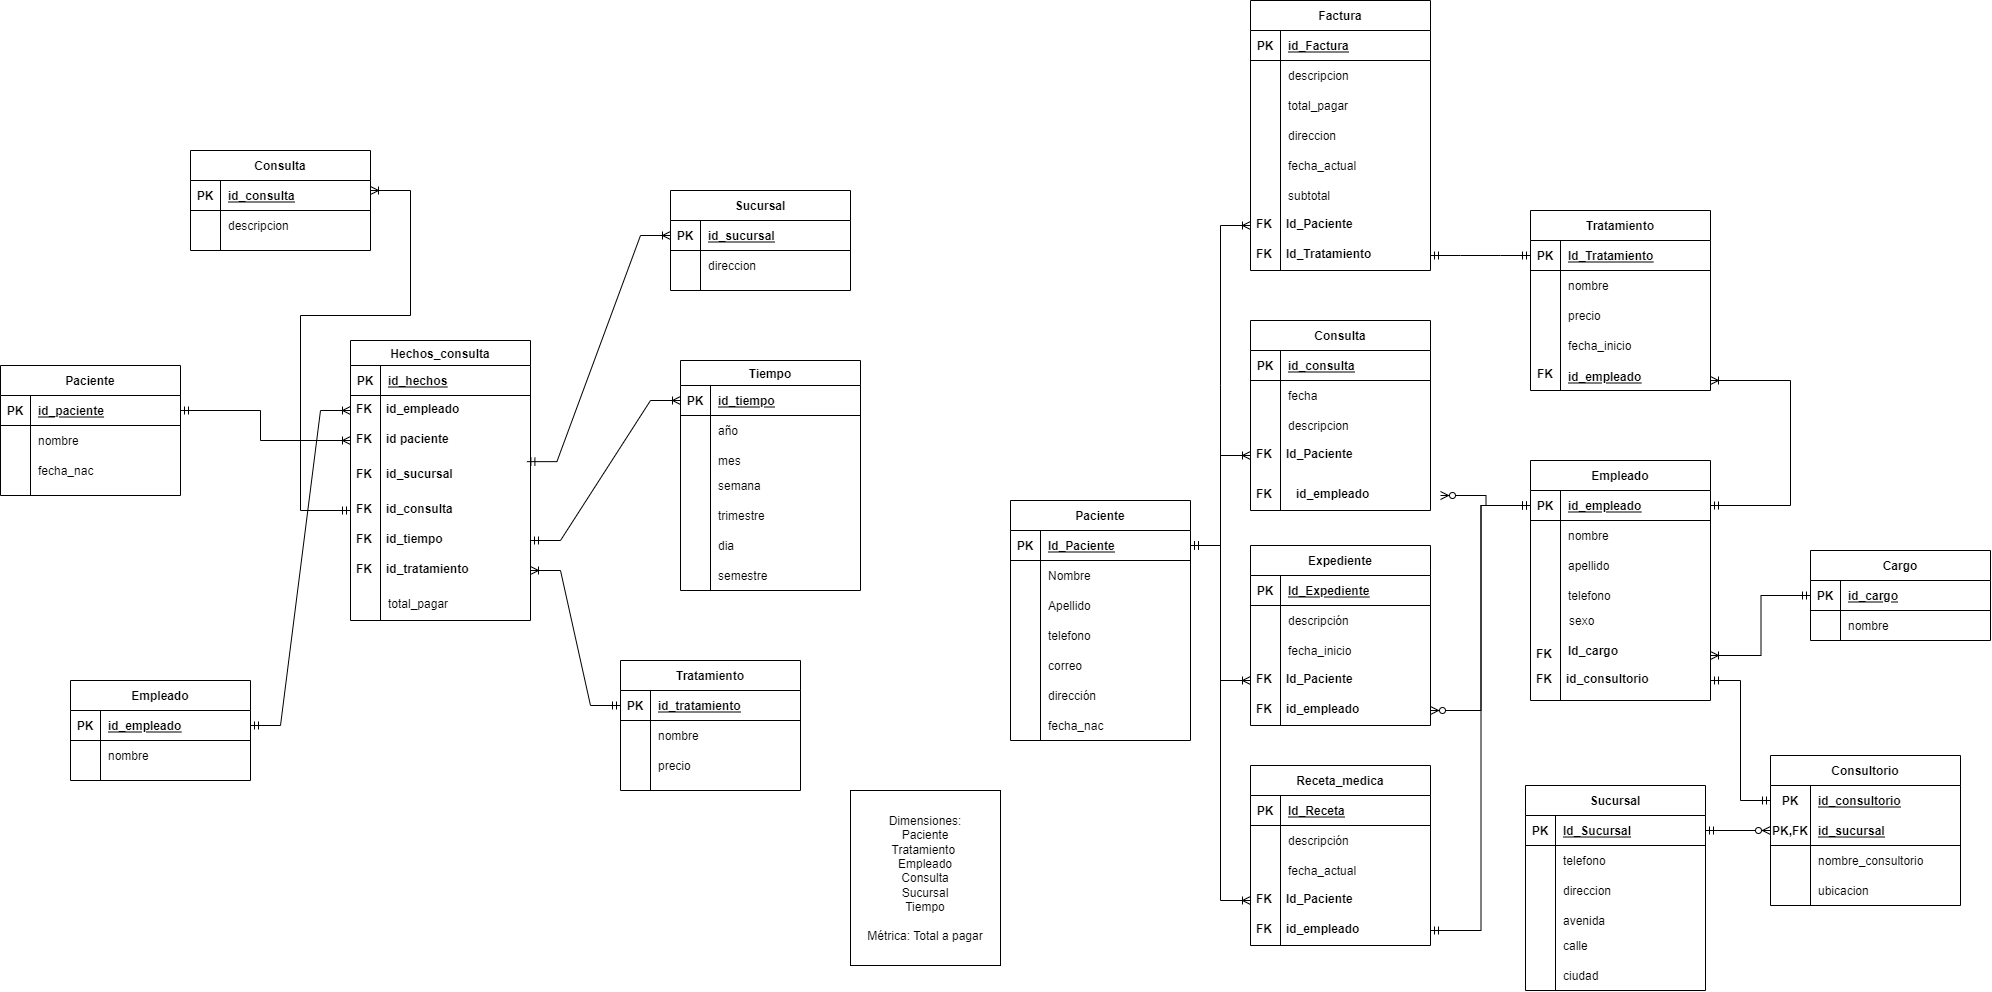 Consulta
PK id_consulta
descripcion
Sucursal
PK id_sucursal
direccion
Paciente
PK id_paciente
nombre
fecha_nac
Hechos_consulta
PK id_hechos
FK id_empleado
FK id paciente
FK id_sucursal
FK id_consulta
FK id_tiempo
FK id_tratamiento
total_pagar
Tiempo
PK id_tiempo
año
mes
semana
trimestre
dia
semestre
Empleado
PK id_empleado
nombre
Tratamiento
PK id_tratamiento
nombre
precio
Dimensiones:
Paciente
Tratamiento
Empleado
Consulta
Sucursal
Tiempo
Métrica: Total a pagar
Factura
PK id_Factura
descripcion
total_pagar
direccion
fecha_actual
subtotal
FK Id_Paciente
FK Id_Tratamiento
Tratamiento
PK Id_Tratamiento
nombre
precio
fecha_inicio
FK id_empleado
Consulta
PK id_consulta
fecha
descripcion
FK Id_Paciente
FK id_empleado
Paciente
PK Id_Paciente
Nombre
Apellido
telefono
correo
dirección
fecha_nac
Expediente
PK Id_Expediente
descripción
fecha_inicio
FK Id_Paciente
FK id_empleado
Empleado
PK id_empleado
nombre
apellido
telefono
sexo
FK Id_cargo
FK id_consultorio
Cargo
PK id_cargo
nombre
Receta_medica
PK Id_Receta
descripción
fecha_actual
FK Id_Paciente
FK id_empleado
Sucursal
PK Id_Sucursal
telefono
direccion
avenida
calle
ciudad
Consultorio
PK id_consultorio
PK,FK id_sucursal
nombre_consultorio
ubicacion